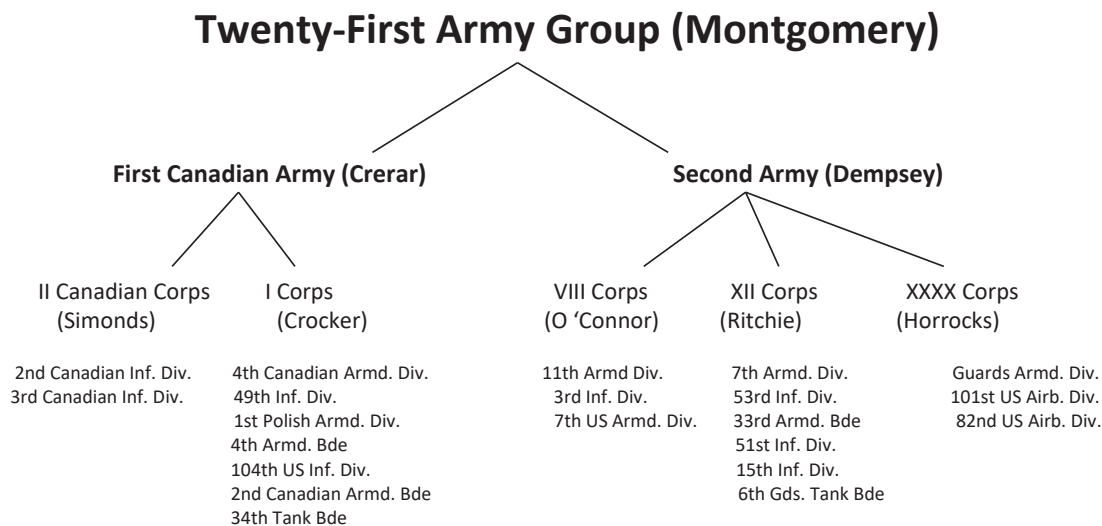 Twenty-First Army Group (Montgomery)
First Canadian Army (Crerar)
Second Army (Dempsey)
II Canadian Corps
(Simonds)
I Corps
(Crocker)
VIII Corps
(O ‘Connor)
XII Corps
(Ritchie)
XXXX Corps
(Horrocks)
2nd Canadian Inf. Div.
3rd Canadian Inf. Div.
4th Canadian Armd. Div.
49th Inf. Div.
1st Polish Armd. Div.
4th Armd. Bde
104th US Inf. Div.
2nd Canadian Armd. Bde
34th Tank Bde
11th Armd Div.
3rd Inf. Div.
7th US Armd. Div.
7th Armd. Div.
53rd Inf. Div.
33rd Armd. Bde
51st Inf. Div.
15th Inf. Div.
6th Gds. Tank Bde
Guards Armd. Div.
101st US Airb. Div.
82nd US Airb. Div.